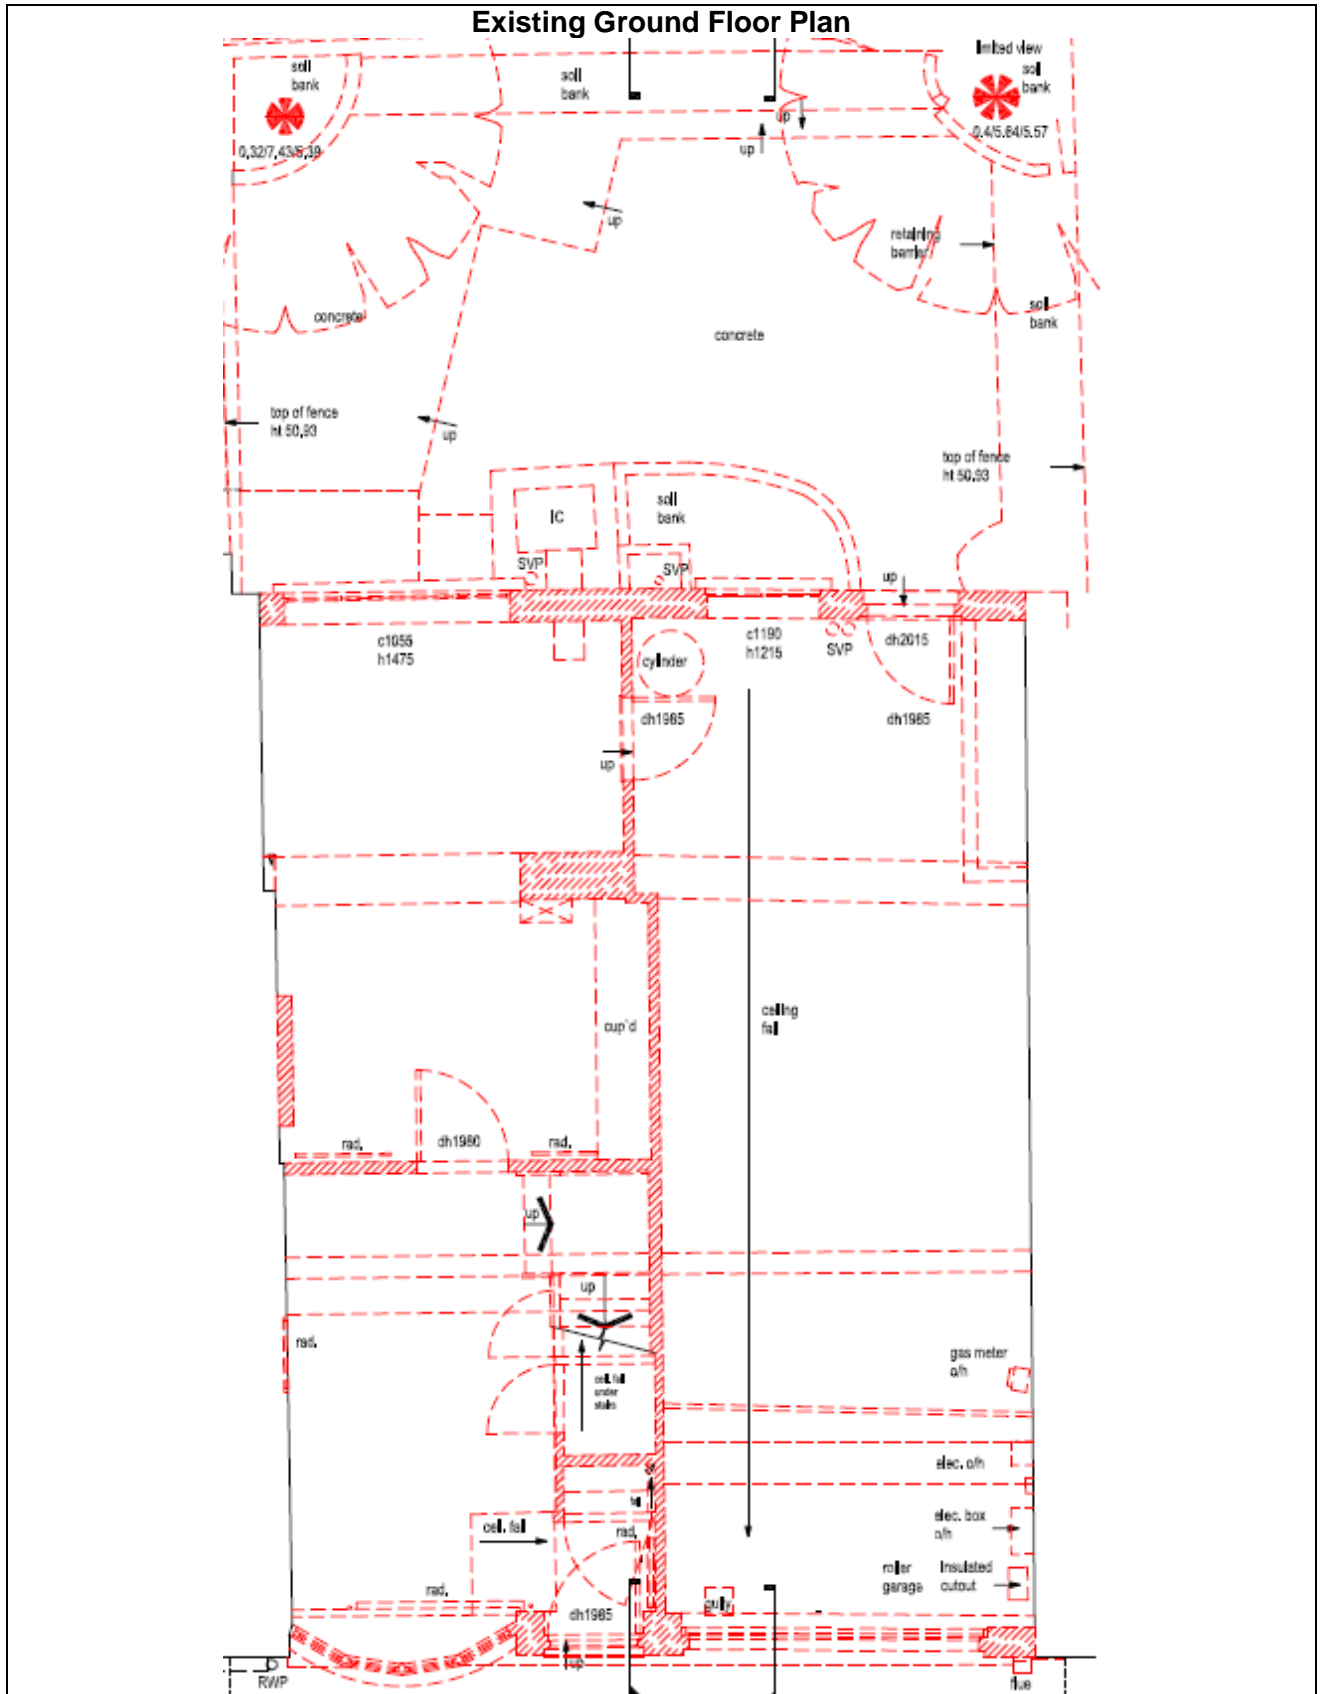 Existing Ground Floor Plan
soil
bank
soil
bank
limited view
soil
bank
up
up
0,32/7,43/5,39
0.4/5.84/5.57
up
retaining
barrier
soil
bank
concrete
concrete
top of fence
ht 50,93
up
top of fence
ht 50,93
soil
bank
IC
SVP
SVP
up
c1055
h1475
c1190
h1215
SVP
dh2015
cylinder
dh1985
dh1985
up
ceiling
fall
cup'd
rad.
dh1980
rad.
up
up
rad.
gas meter
o/h
ceil. fall
under
stairs
elec. o/h
elec. box
o/h
ceil. fall
rad.
roller
garage
Insulated
cutout
rad.
gully
dh1985
up
RWP
flue